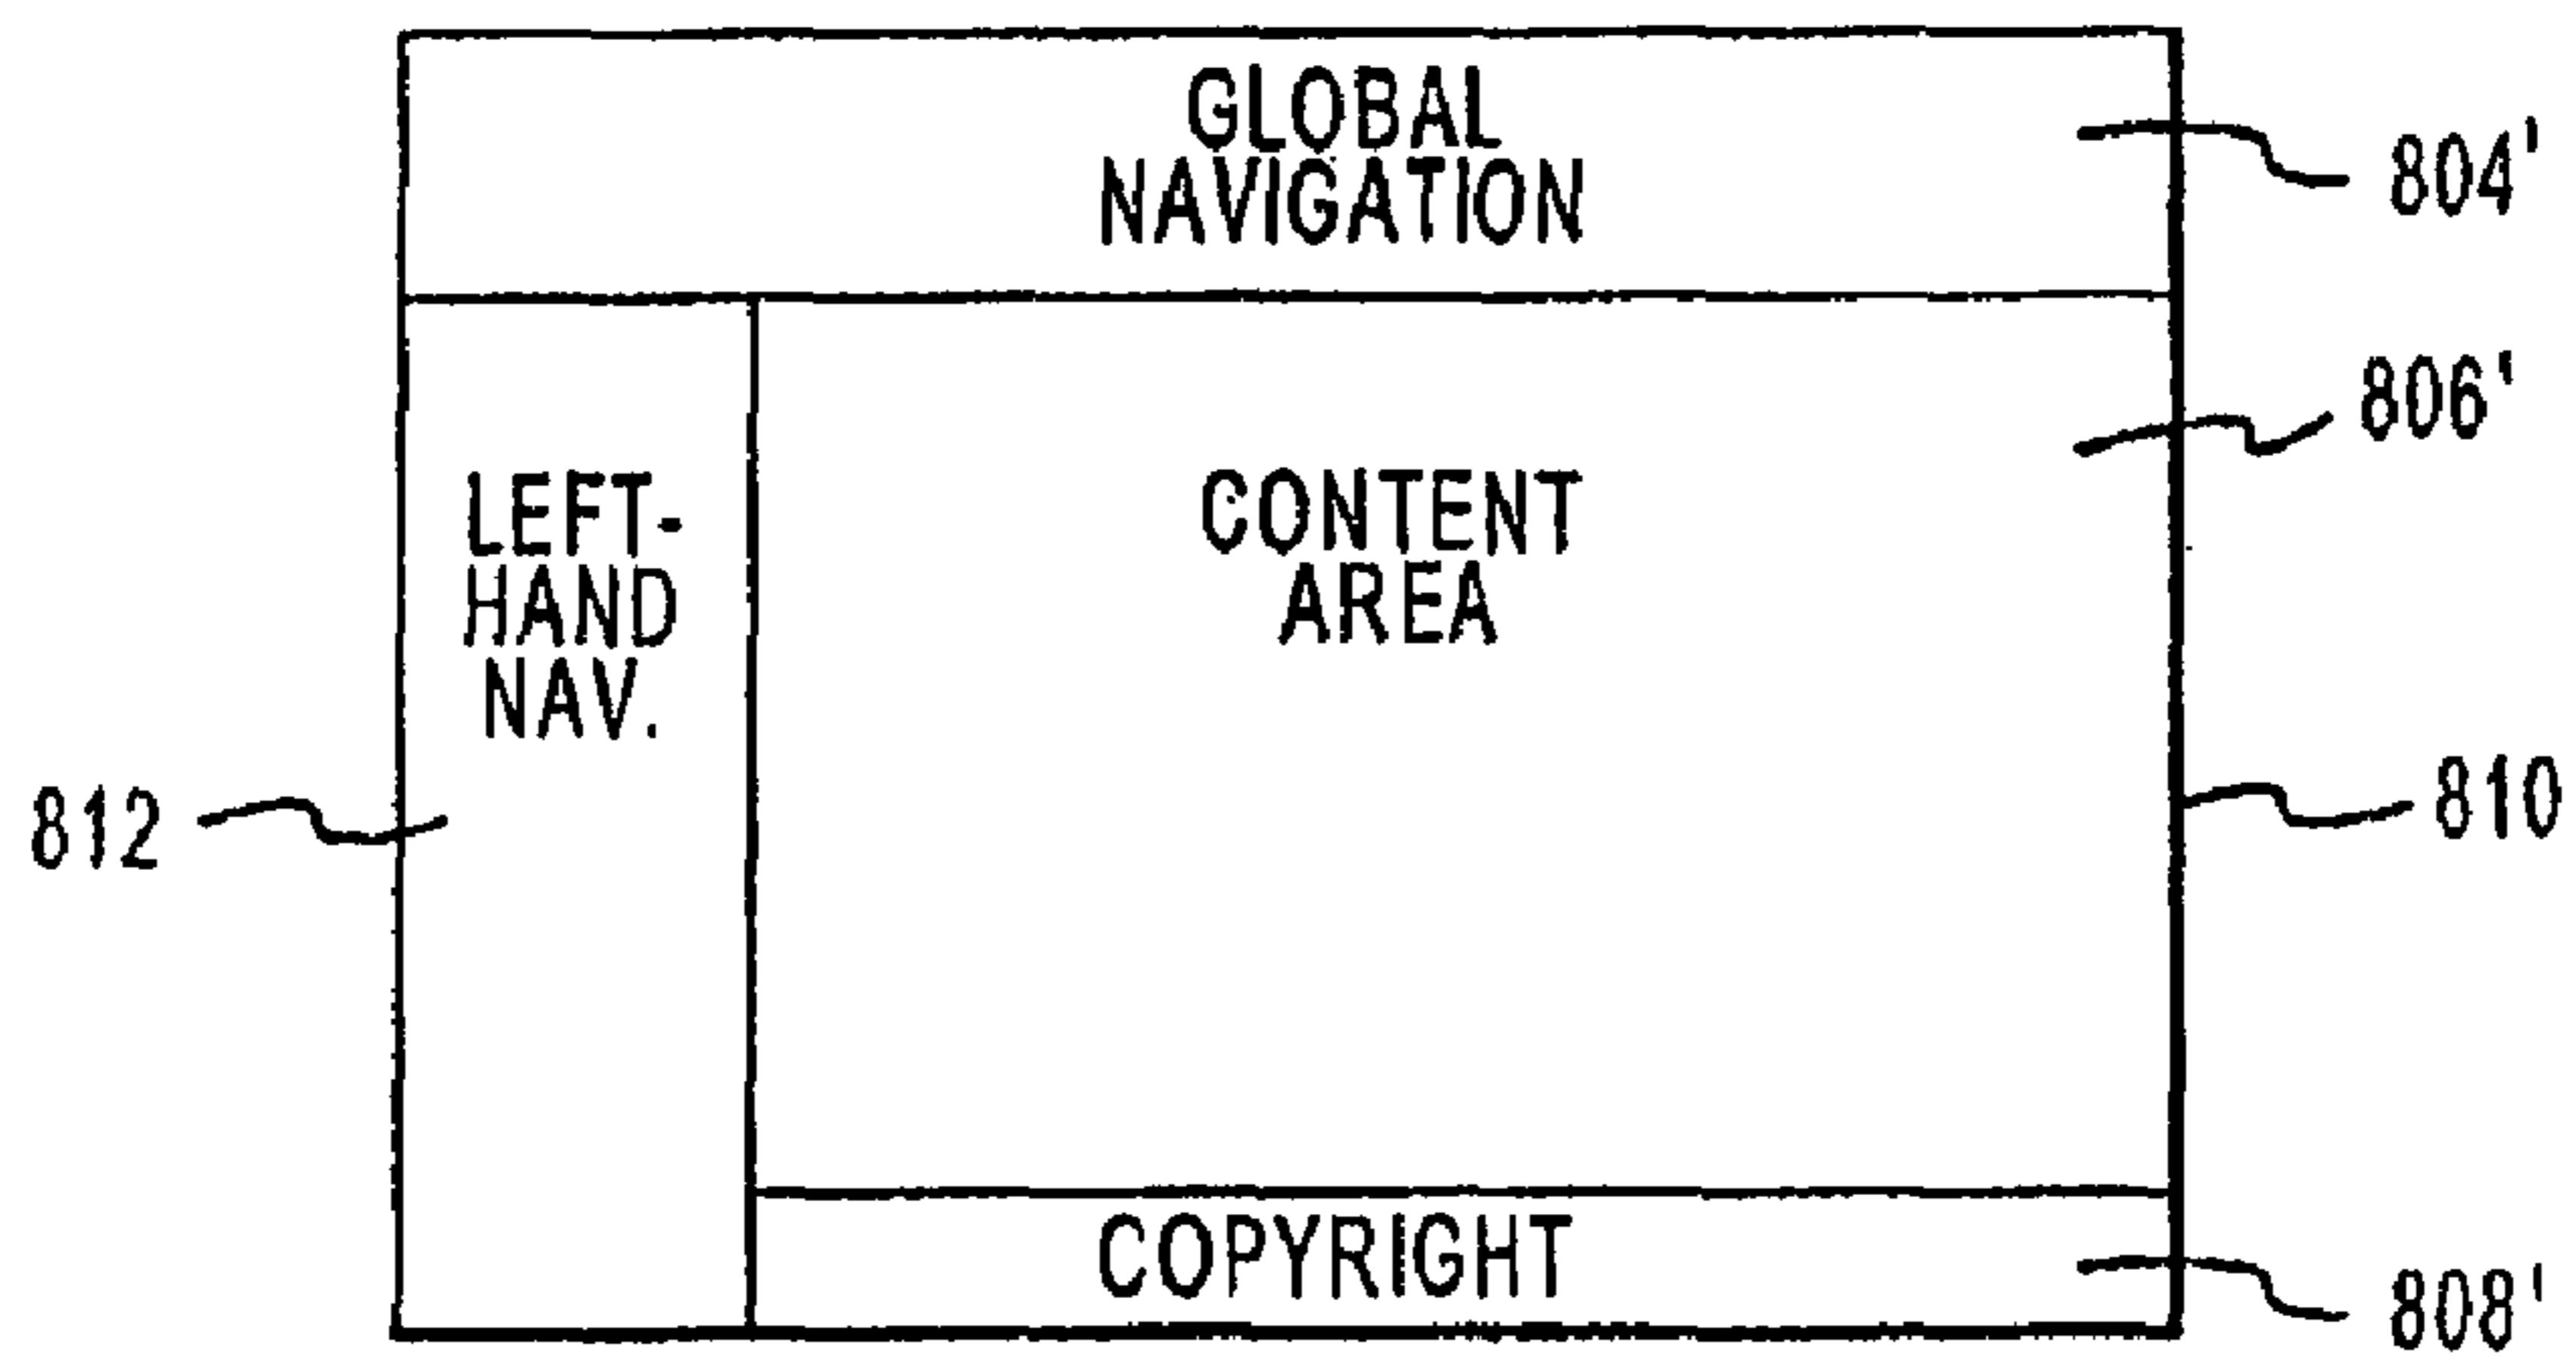 GLOBAL
NAVIGATION
804'
806'
LEFT-
HAND
NAV.
CONTENT
AREA
812
810
COPYRIGHT
808'